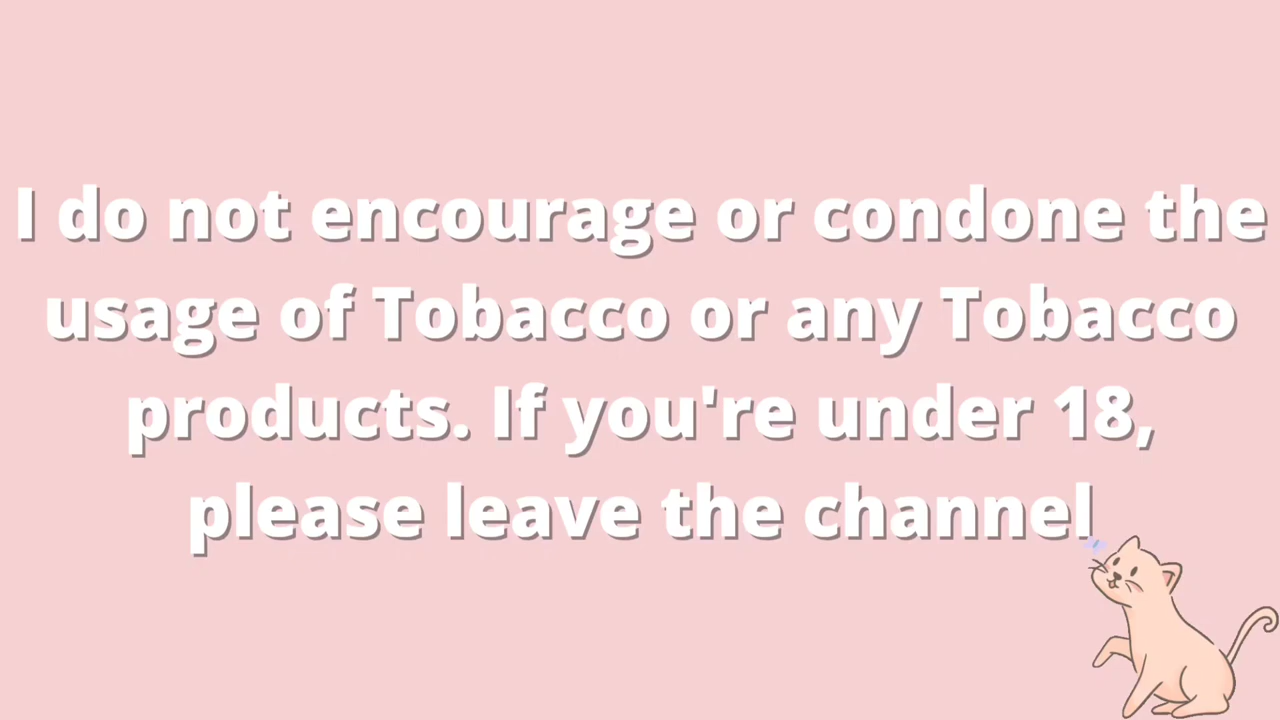 I do not encourage or condone the
usage of Tobacco or any Tobacco
products. If you're under 18,
please leave the channel